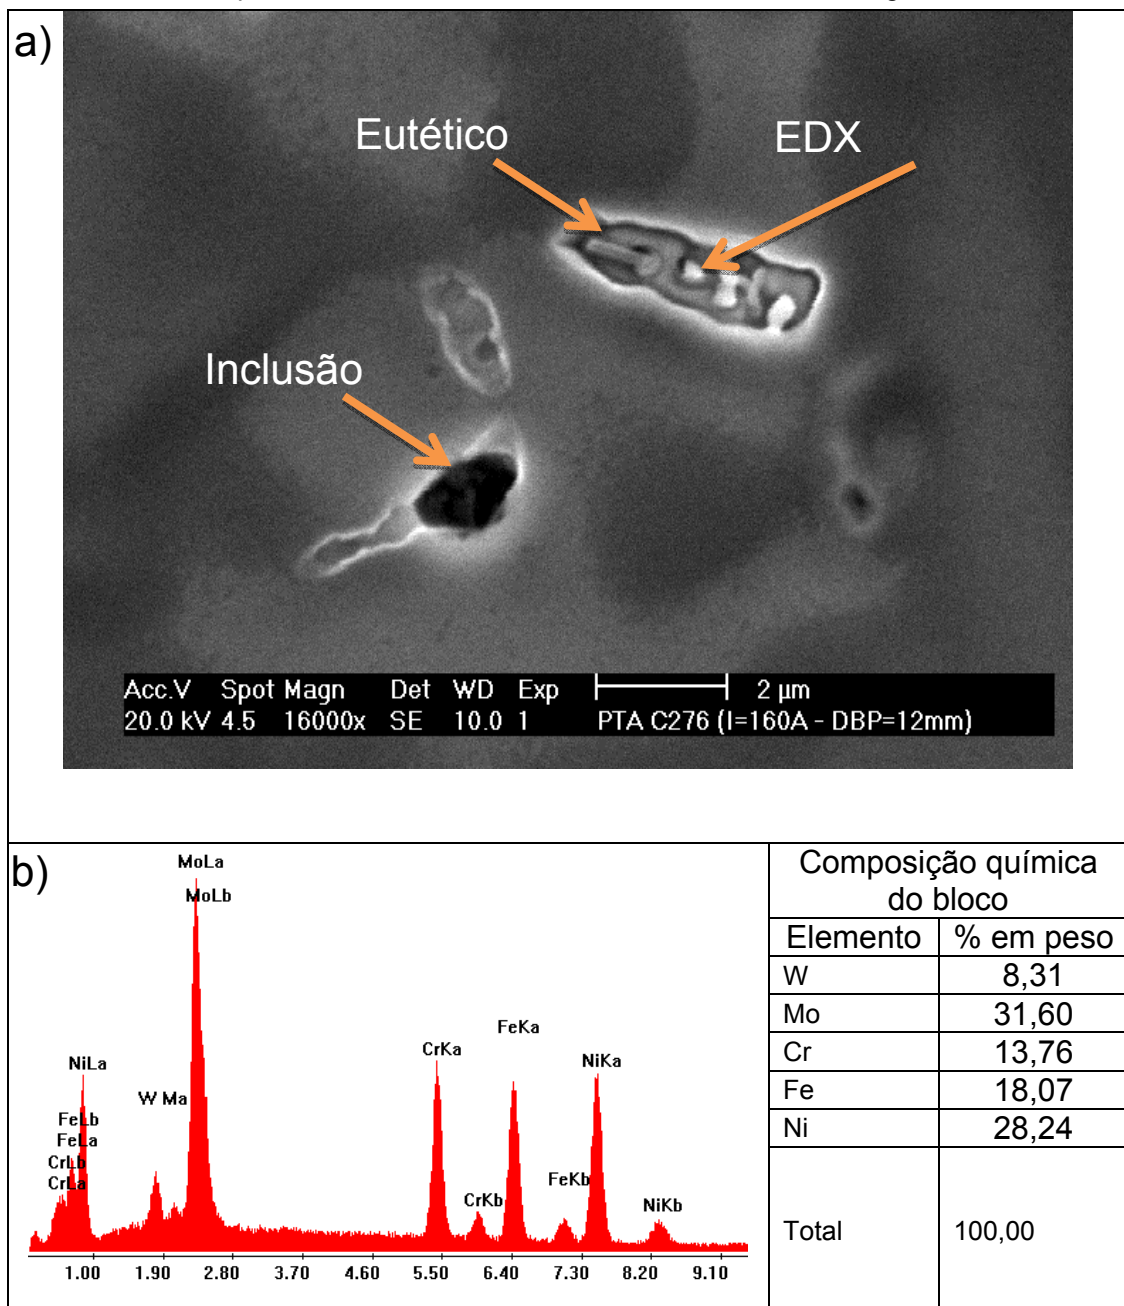 a)
Eutético
EDX
Inclusão
Acc.V Spot Magn Det WD Exp 2 µm
20.0 kV 4.5 16000x SE 10.0 1 PTA C276 (I=160A - DBP=12mm)
b)
MoLa
MoLb
FeKa
CrKa
NiKa
NiLa
W Ma
FeLb
FeLa
CrLb
CrLa
FeKb
CrKb
NiKb
1.00 1.90 2.80 3.70 4.60 5.50 6.40 7.30 8.20 9.10
Composição química
do bloco
Elemento % em peso
W 8,31
Mo 31,60
Cr 13,76
Fe 18,07
Ni 28,24
Total 100,00